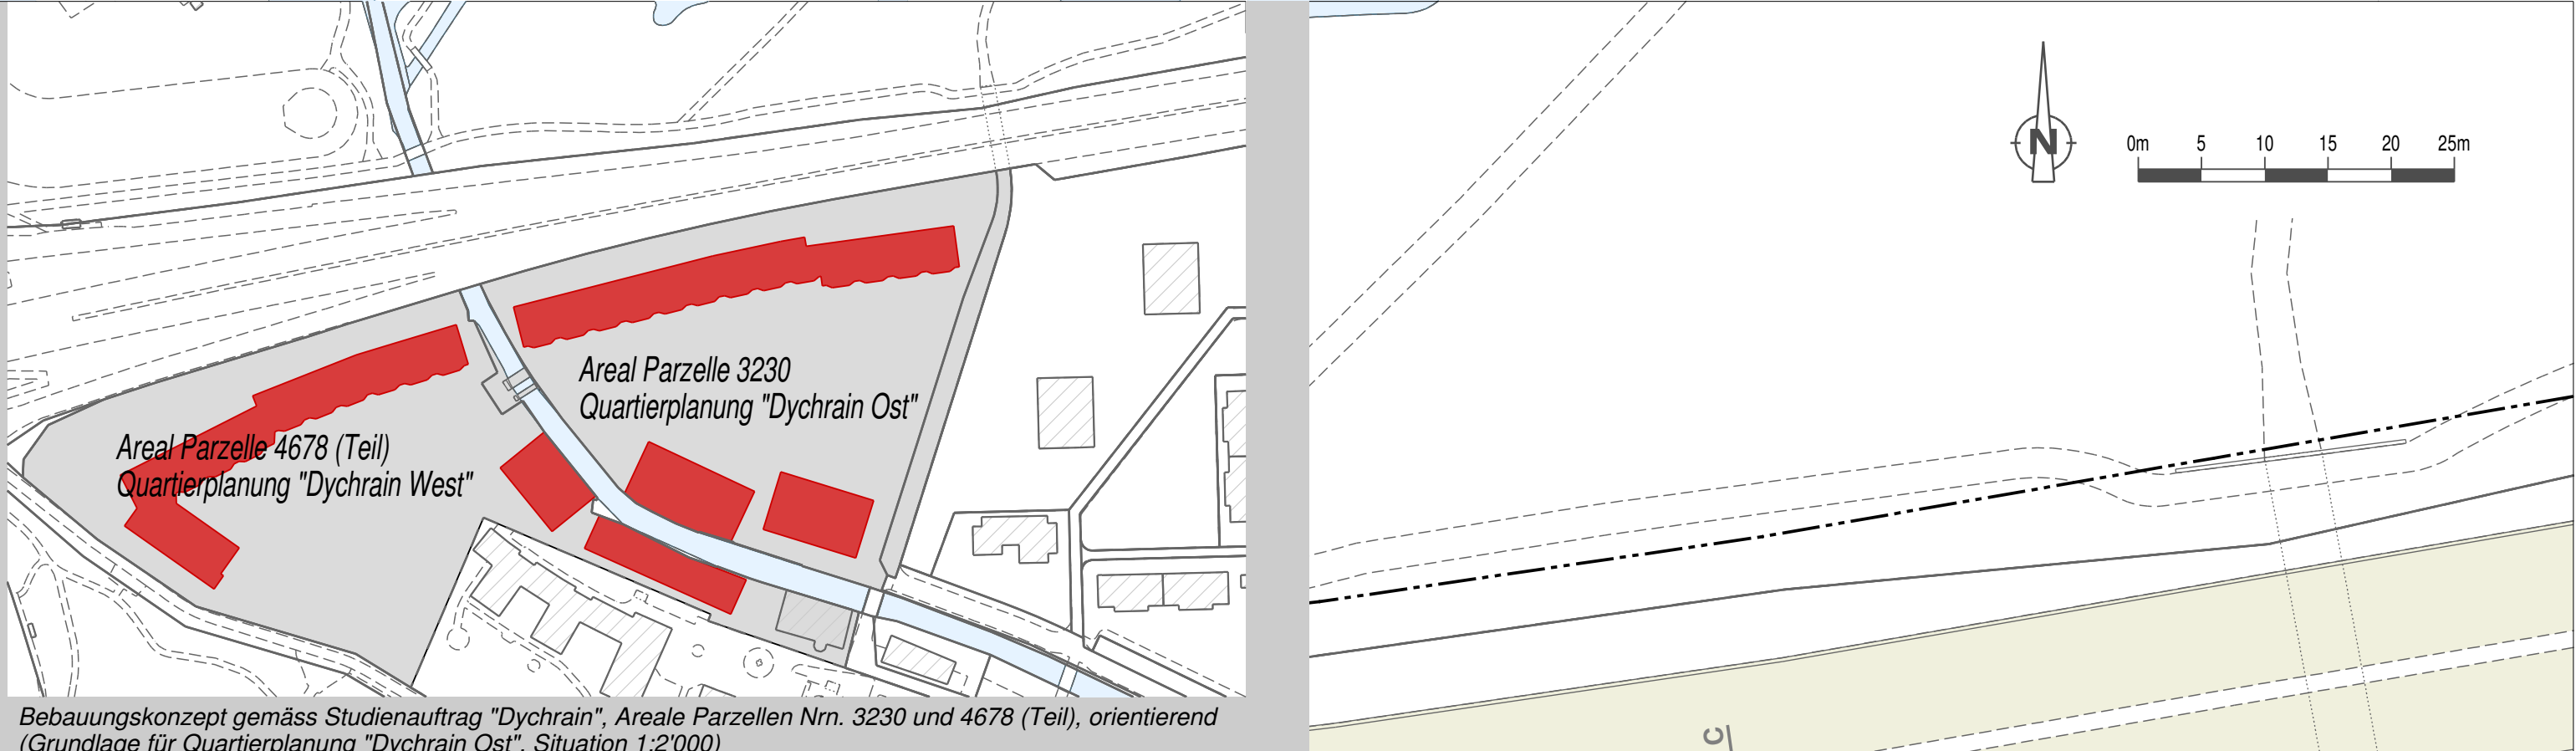 Areal Parzelle 3230
Quartierplanung "Dychrain Ost"
Areal Parzelle 4678 (Teil)
Quartierplanung "Dychrain West"
Bebauungskonzept gemäss Studienauftrag "Dychrain", Areale Parzellen Nrn. 3230 und 4678 (Teil), orientierend
(Grundlage für Quartierplanung "Dychrain Ost", Situation 1:2'000)
N
0m 5 10 15 20 25m
C